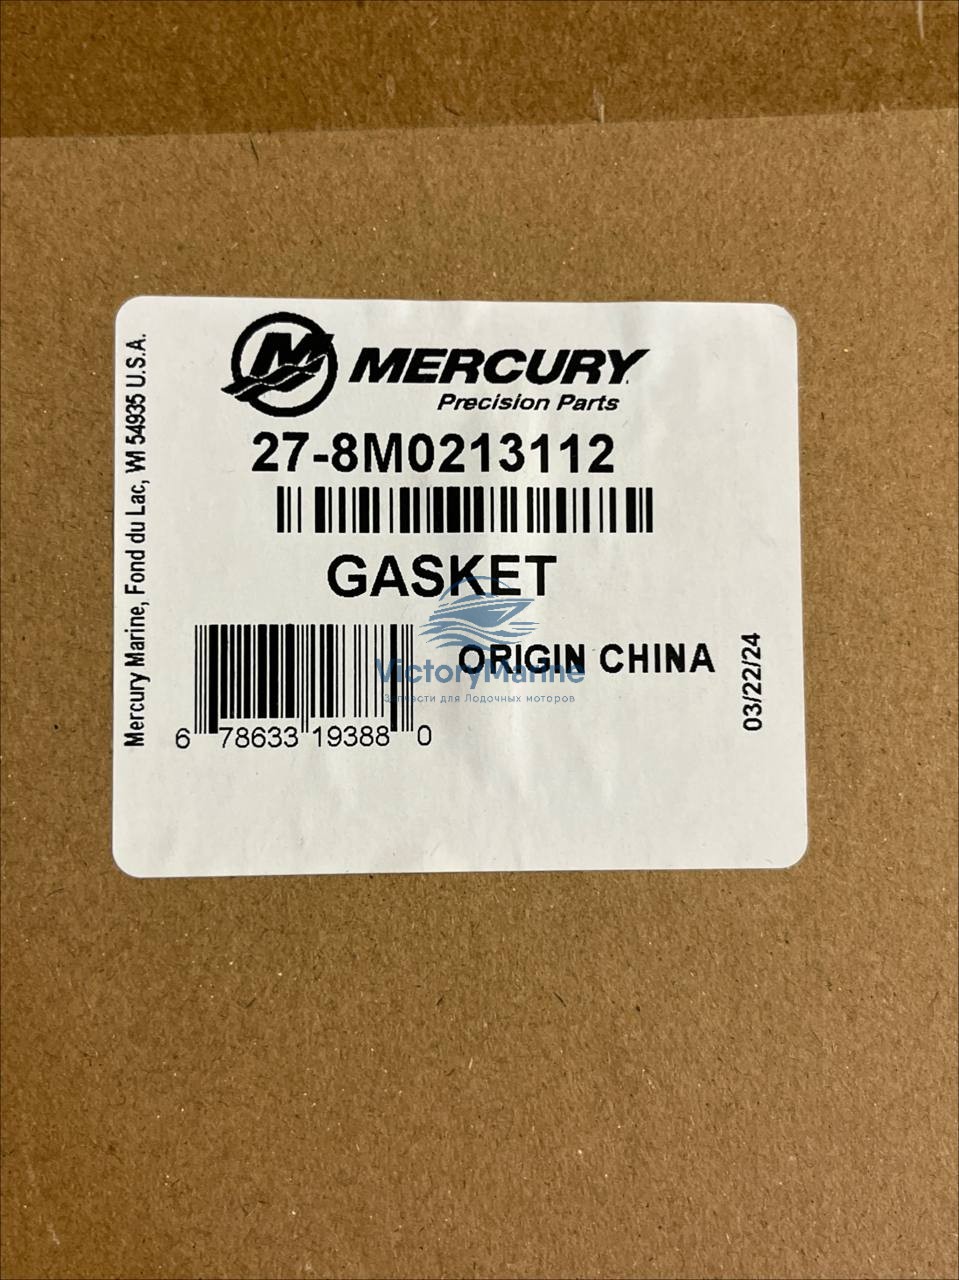 MERCURY
Precision Parts
27-8M0213112
GASKET
ORIGIN CHINA
6 78633 19388 0
03/22/24
Mercury Marine, Fond du Lac, WI 54935 U.S.A.
VictoryMarine
Запчасти для Лодочных моторов